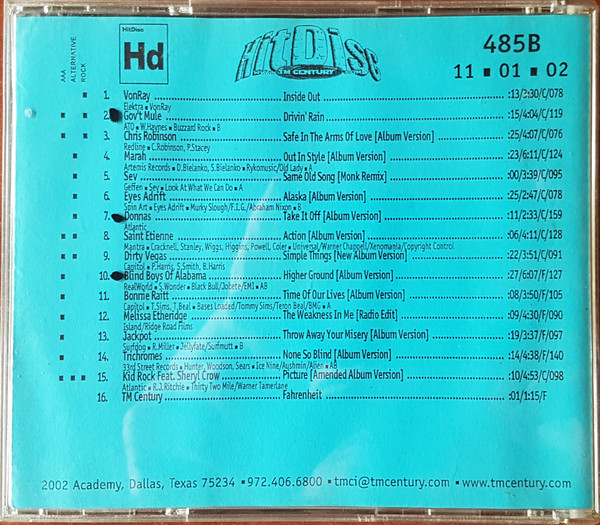 AAA
ALTERNATIVE
ROCK
HitDisc
Hd
HitDisc
TM CENTURY
485B
11 ■ 01 ■ 02
1. VonRay Inside Out :13/3:30/C/078
Elektra ■ VonRay
2. Gov't Mule Drivin' Rain :15/4:04/C/119
ATO ■ W.Haynes ■ Buzzard Rock ■ B
3. Chris Robinson Safe In The Arms Of Love [Album Version] :25/4:07/C/076
Redline ■ C.Robinson, P.Stacey
4. Marah Out In Style [Album Version] :23/6:11/C/124
Artemis Records ■ D.Bielanko, S.Bielanko ■ Rykomusic/Old Lady ■ A
5. Sev Same Old Song [Monk Remix] :00/3:39/C/095
Geffen ■ Sev ■ Look At What We Can Do ■ A
6. Eyes Adrift Alaska [Album Version] :25/2:47/C/078
Spin Art ■ Eyes Adrift ■ Murky Slough/F.I.G./Abraham Nixon ■ B
7. Donnas Take It Off [Album Version] :11/2:33/C/159
Atlantic
8. Saint Etienne Action [Album Version] :06/4:11/C/128
Mantra ■ Cracknell, Stanley, Wiggs, Higgins, Powell, Coler ■ Universal/Warner Chappell/Xenomania/Copyright Control
9. Dirty Vegas Simple Things [New Album Version] :22/3:51/C/091
Capitol ■ P.Harris, S.Smith, B.Harris
10. Blind Boys Of Alabama Higher Ground [Album Version] :27/6:07/F/127
RealWorld ■ S.Wonder ■ Black Bull/Jobete/EMI ■ AB
11. Bonnie Raitt Time Of Our Lives [Album Version] :08/3:50/F/105
Capitol ■ T.Sims, T.Beal ■ Bases Loaded/Tommy Sims/Teron Beal/BMG ■ A
12. Melissa Etheridge The Weakness In Me [Radio Edit] :09/4:30/F/090
Island/Ridge Road Films
13. Jackpot Throw Away Your Misery [Album Version] :19/3:37/F/097
Surfdog ■ R.Miller ■ Jellyfate/Surfmutt ■ B
14. Trichromes None So Blind [Album Version] :14/4:38/F/140
33rd Street Records ■ Hunter, Woodson, Sears ■ Ice Nine/Aushmin/Alien ■ AB
15. Kid Rock Feat. Sheryl Crow Picture [Amended Album Version] :10/4:53/C/098
Atlantic ■ R.J.Ritchie ■ Thirty Two Mile/Warner Tamerlane
16. TM Century Fahrenheit :01/1:15/F
2002 Academy, Dallas, Texas 75234 ■ 972.406.6800 ■ tmci@tmcentury.com ■ www.tmcentury.com